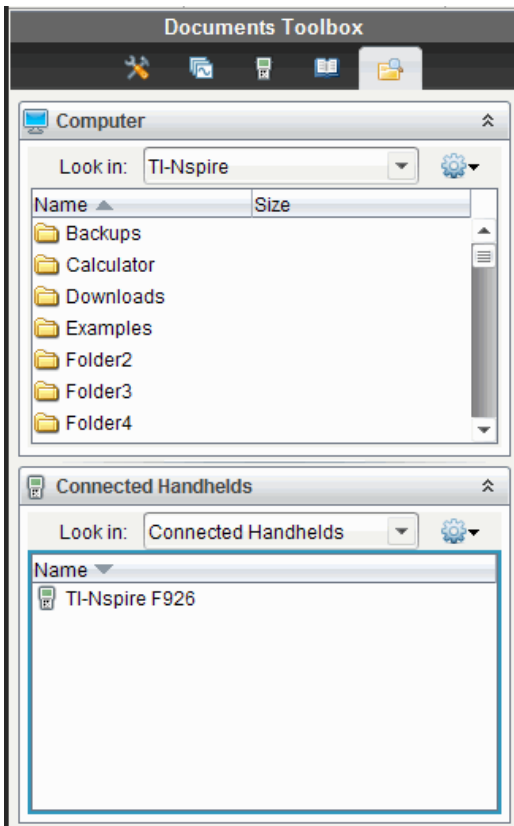 Documents Toolbox
Computer
Look in: TI-Nspire
Name Size
Backups
Calculator
Downloads
Examples
Folder2
Folder3
Folder4
Connected Handhelds
Look in: Connected Handhelds
Name
TI-Nspire F926